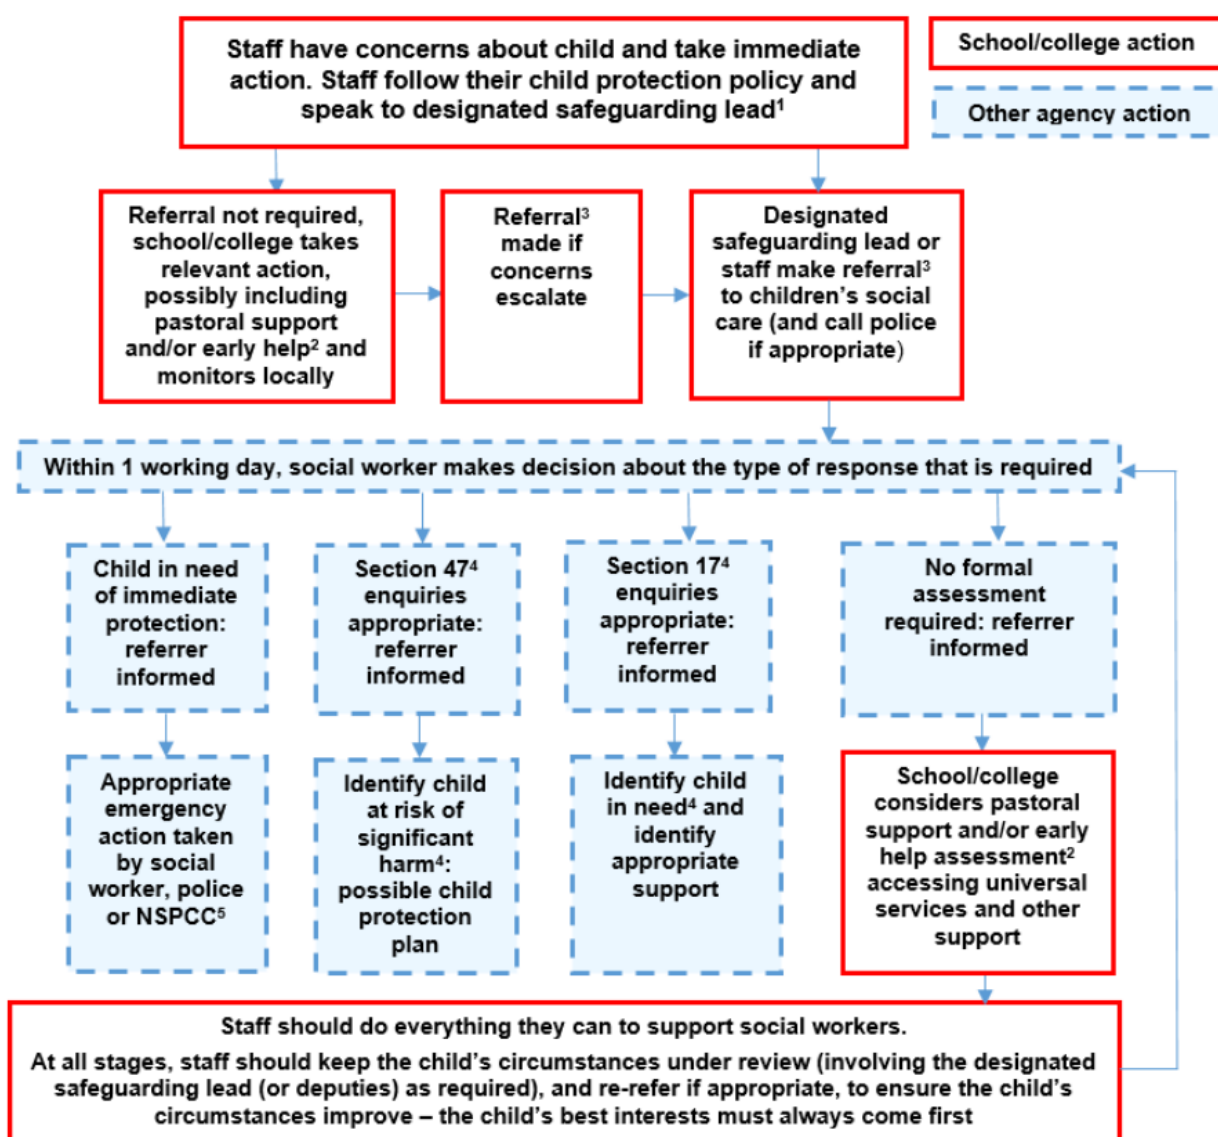 Staff have concerns about child and take immediate
action. Staff follow their child protection policy and
speak to designated safeguarding lead¹
School/college action
Other agency action
Referral not required,
school/college takes
relevant action,
possibly including
pastoral support
and/or early help² and
monitors locally
Referral³
made if
concerns
escalate
Designated
safeguarding lead or
staff make referral³
to children's social
care (and call police
if appropriate)
Within 1 working day, social worker makes decision about the type of response that is required
Child in need
of immediate
protection:
referrer
informed
Section 47⁴
enquiries
appropriate:
referrer
informed
Section 17⁴
enquiries
appropriate:
referrer
informed
No formal
assessment
required: referrer
informed
Appropriate
emergency
action taken
by social
worker, police
or NSPCC⁵
Identify child
at risk of
significant
harm⁴:
possible child
protection
plan
Identify child
in need⁴ and
identify
appropriate
support
School/college
considers pastoral
support and/or early
help assessment²
accessing universal
services and other
support
Staff should do everything they can to support social workers.
At all stages, staff should keep the child's circumstances under review (involving the designated
safeguarding lead (or deputies) as required), and re-refer if appropriate, to ensure the child's
circumstances improve – the child's best interests must always come first